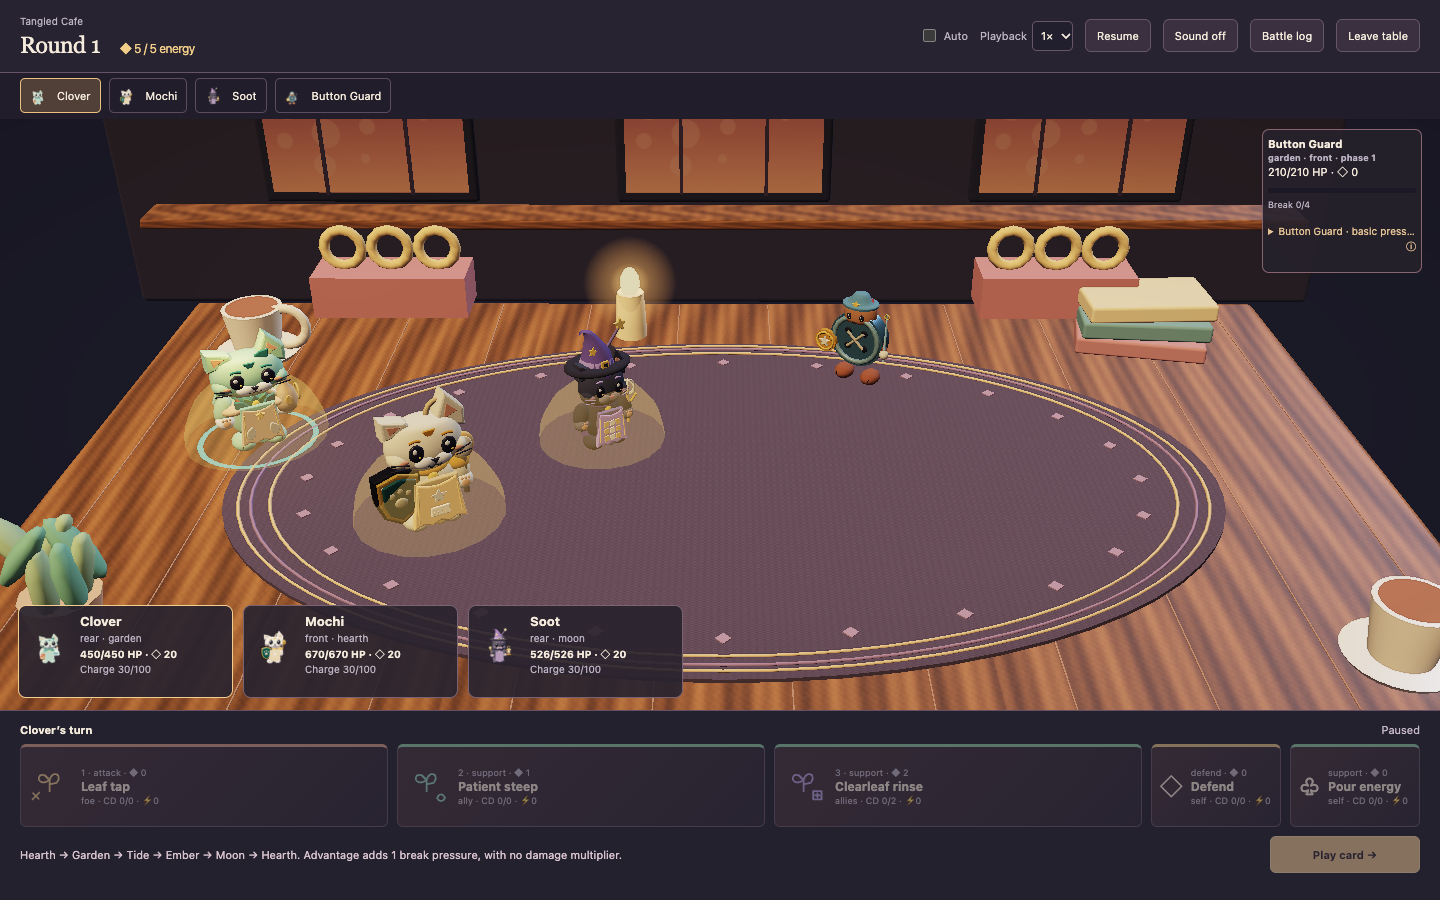 Tangled Cafe
Round 1
◆ 5 / 5 energy
Auto
Playback
1×
Resume
Sound off
Battle log
Leave table
Clover
Mochi
Soot
Button Guard
Button Guard
garden · front · phase 1
210/210 HP · ◇ 0
Break 0/4
▶ Button Guard · basic press...
ⓘ
Clover
rear · garden
450/450 HP · ◇ 20
Charge 30/100
Mochi
front · hearth
670/670 HP · ◇ 20
Charge 30/100
Soot
rear · moon
526/526 HP · ◇ 20
Charge 30/100
Clover's turn
Paused
1 · attack · ◆ 0
Leaf tap
foe · CD 0/0 · ⚡0
2 · support · ◆ 1
Patient steep
ally · CD 0/0 · ⚡0
3 · support · ◆ 2
Clearleaf rinse
allies · CD 0/2 · ⚡0
defend · ◆ 0
Defend
self · CD 0/0 · ⚡0
support · ◆ 0
Pour energy
self · CD 0/0 · ⚡0
Hearth → Garden → Tide → Ember → Moon → Hearth. Advantage adds 1 break pressure, with no damage multiplier.
Play card →